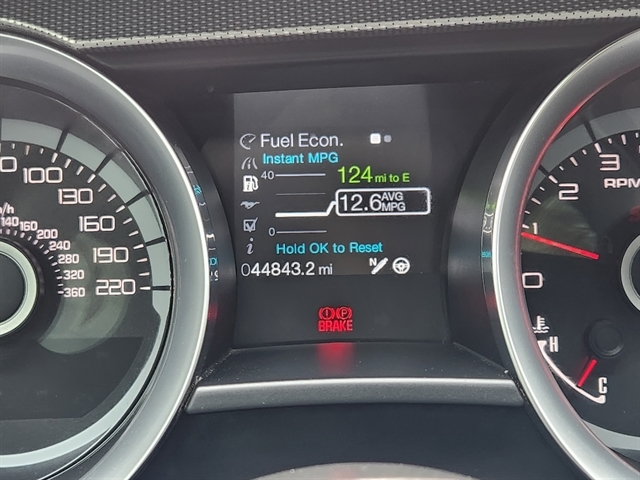 Fuel Econ.
Instant MPG
40
124 mi to E
12.6 AVG MPG
0
Hold OK to Reset
044843.2 mi
N
P
BRAKE
100
130
160
190
220
140
160
200
240
280
320
360
0
1
2
3
4
RPM
H
C